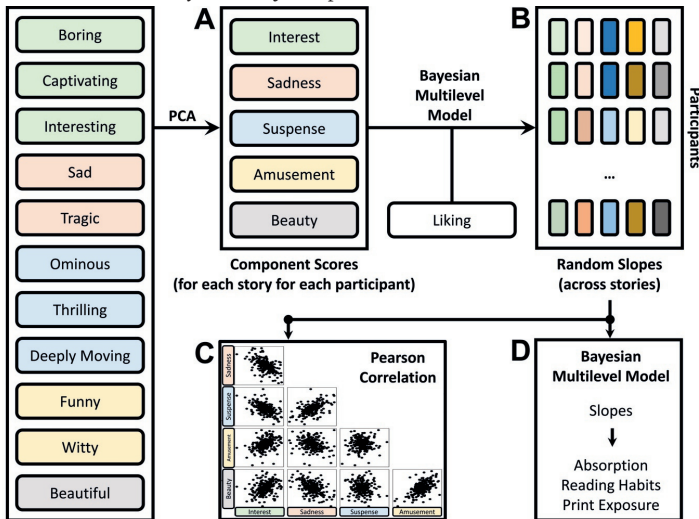 Boring
Captivating
Interesting
Sad
Tragic
Ominous
Thrilling
Deeply Moving
Funny
Witty
Beautiful
PCA
A
Interest
Sadness
Suspense
Amusement
Beauty
Component Scores
(for each story for each participant)
Bayesian
Multilevel
Model
Liking
B
Participants
...
Random Slopes
(across stories)
C
Pearson
Correlation
Sadness
Suspense
Amusement
Beauty
Interest
Sadness
Suspense
Amusement
D
Bayesian
Multilevel Model
Slopes
Absorption
Reading Habits
Print Exposure